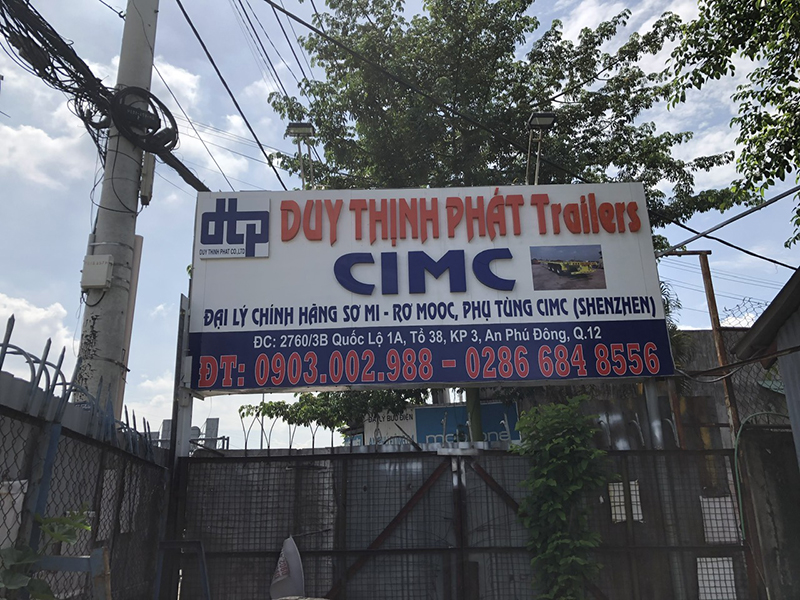 dtp
DUY THINH PHAT CO.,LTD
DUY THỊNH PHÁT Trailers
CIMC
ĐẠI LÝ CHÍNH HÃNG SƠ MI - RƠ MOOC, PHỤ TÙNG CIMC (SHENZHEN)
ĐC: 2760/3B Quốc Lộ 1A, Tổ 38, KP 3, An Phú Đông, Q.12
ĐT: 0903.002.988 – 0286 684 8556